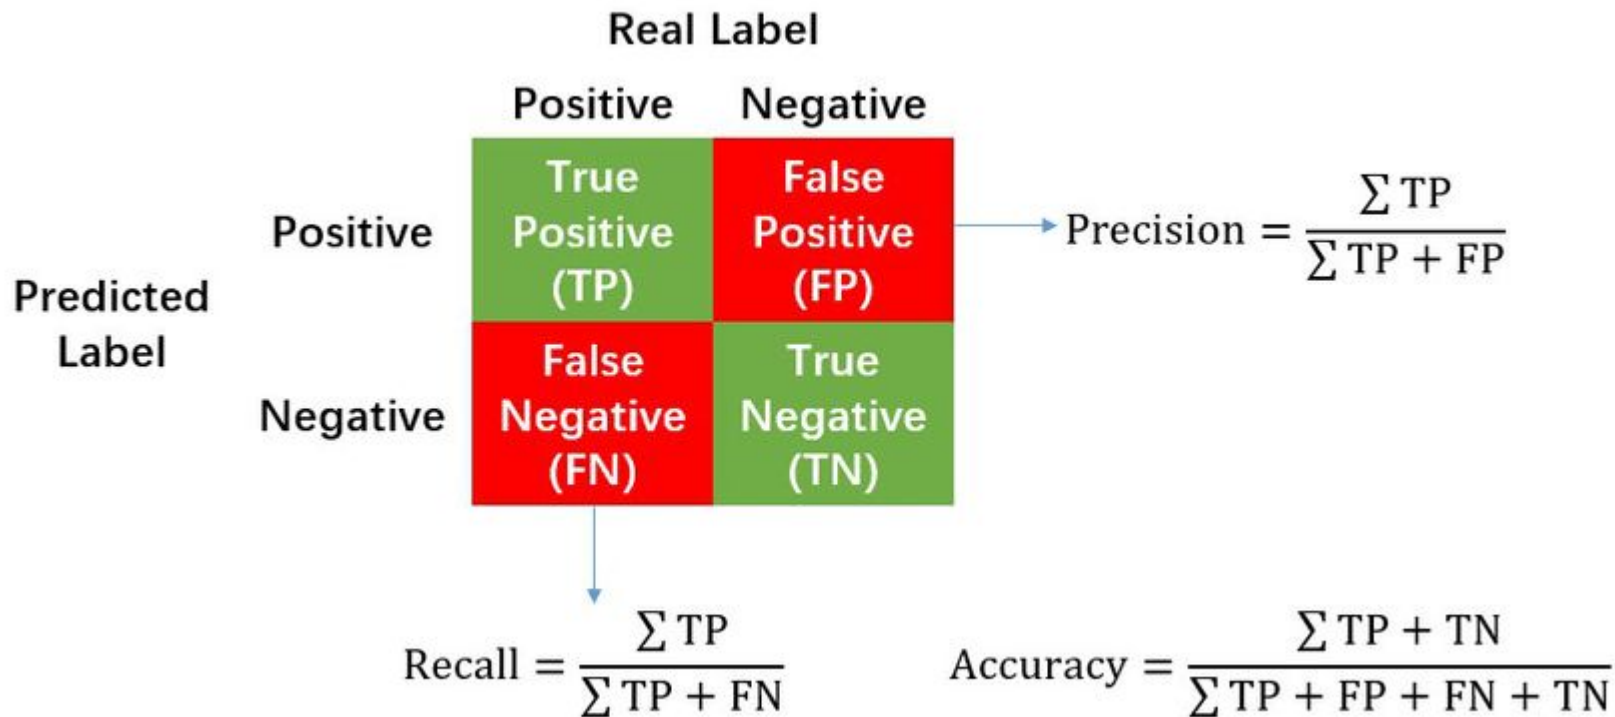 Real Label
Positive Negative
True
Positive
(TP)
False
Positive
(FP)
Positive
Precision = ∑ TP / ∑ TP + FP
Predicted
Label
False
Negative
(FN)
True
Negative
(TN)
Negative
Recall = ∑ TP / ∑ TP + FN
Accuracy = ∑ TP + TN / ∑ TP + FP + FN + TN